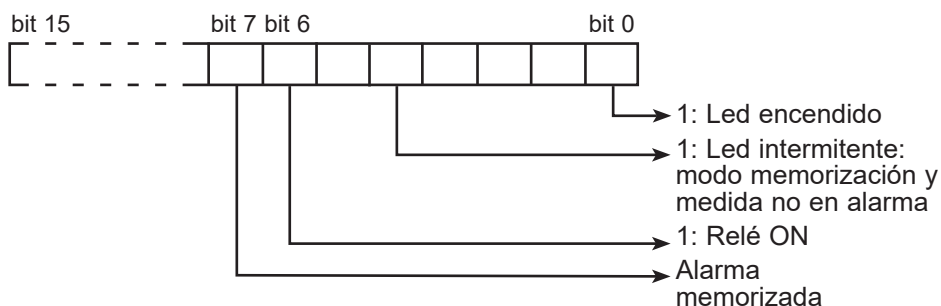 bit 15 bit 7 bit 6 bit 0
1: Led encendido
1: Led intermitente:
modo memorización y
medida no en alarma
1: Relé ON
Alarma
memorizada